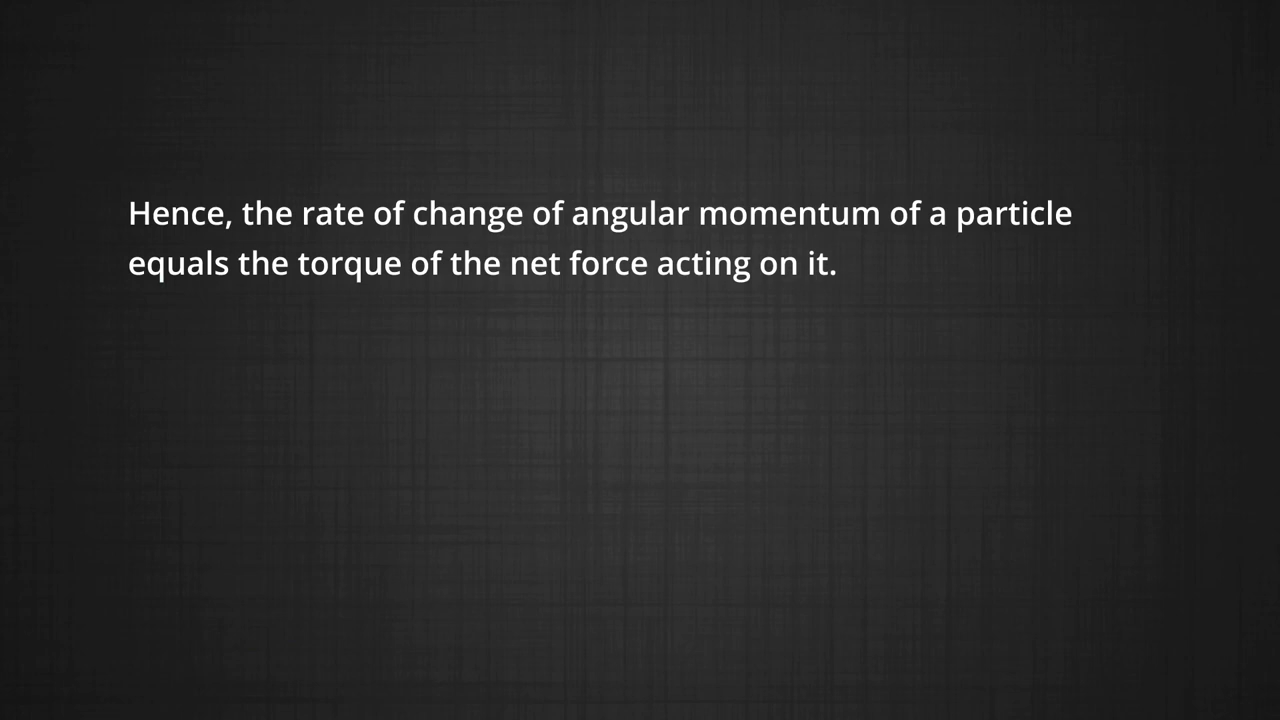 Hence, the rate of change of angular momentum of a particle
equals the torque of the net force acting on it.